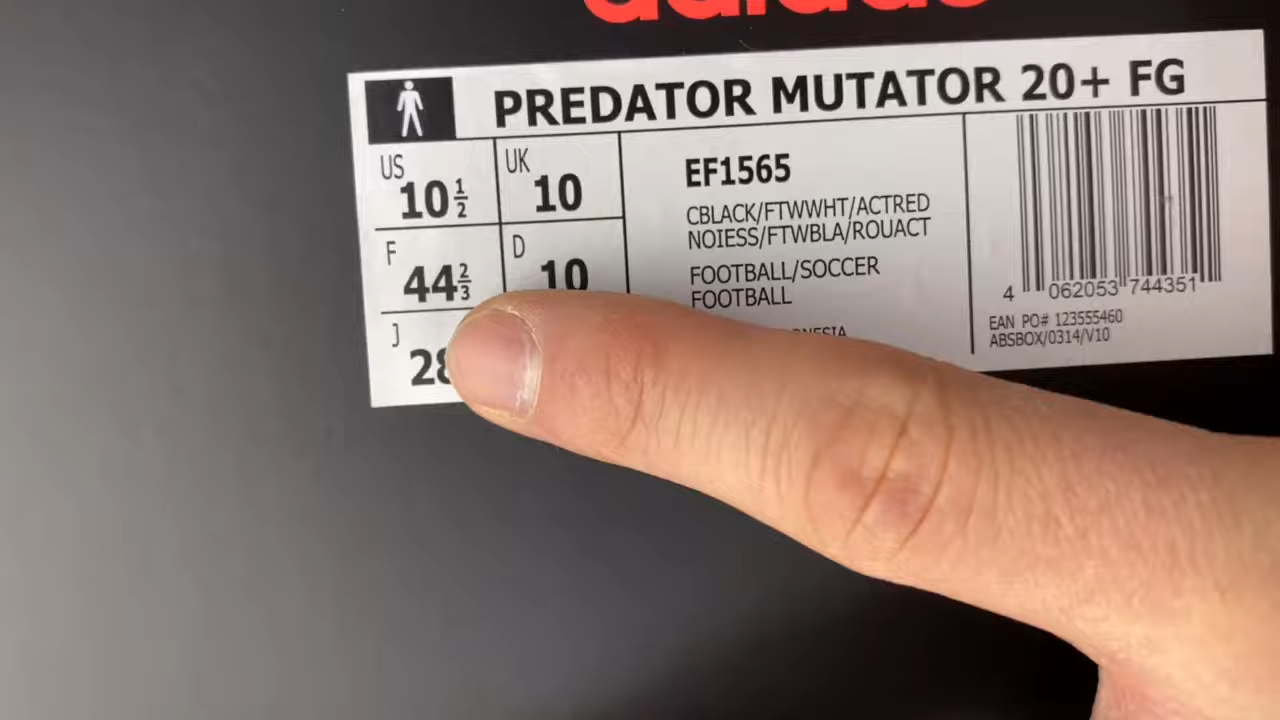 adidas
PREDATOR MUTATOR 20+ FG
US
10 1/2
UK
10
F
44 2/3
D
10
J
EF1565
CBLACK/FTWWHT/ACTRED
NOIESS/FTWBLA/ROUACT
FOOTBALL/SOCCER
FOOTBALL
4 062053 744351
EAN PO# 123555460
ABSBOX/0314/V10